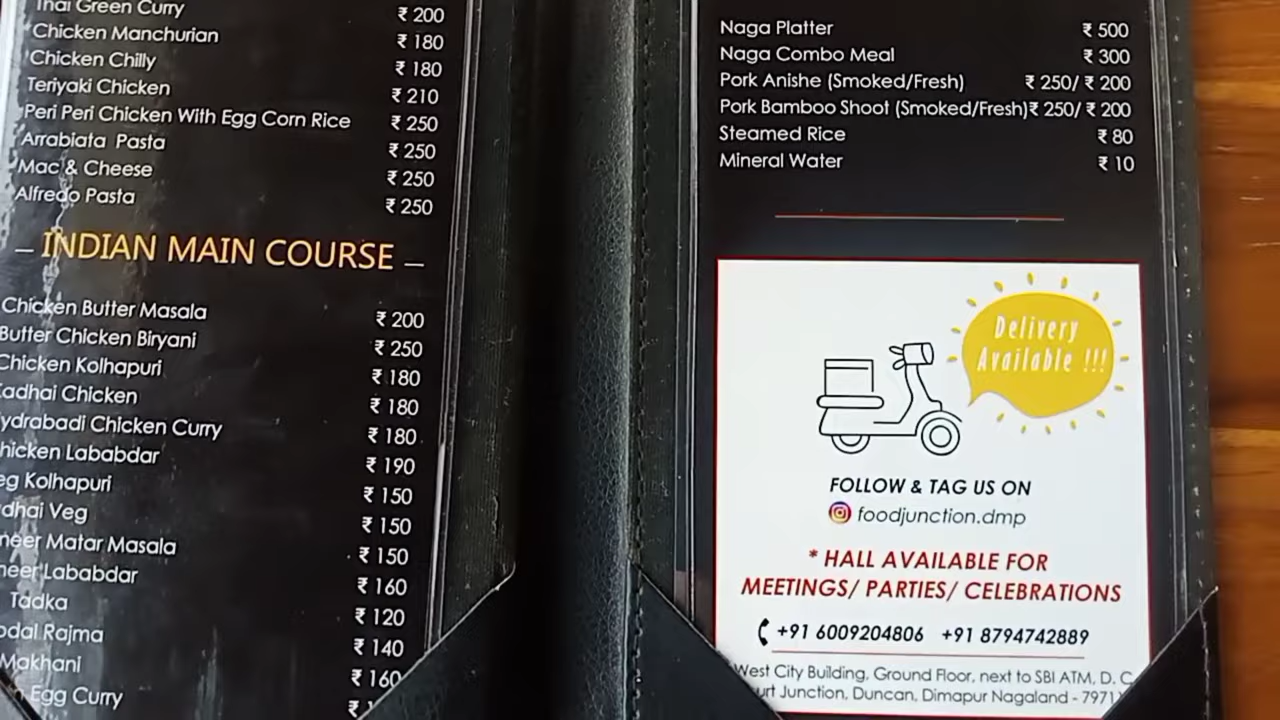 Thai Green Curry ₹ 200
Chicken Manchurian ₹ 180
Chicken Chilly ₹ 180
Teriyaki Chicken ₹ 210
Peri Peri Chicken With Egg Corn Rice ₹ 250
Arrabiata Pasta ₹ 250
Mac & Cheese ₹ 250
Alfredo Pasta ₹ 250
INDIAN MAIN COURSE
Chicken Butter Masala ₹ 200
Butter Chicken Biryani ₹ 250
Chicken Kolhapuri ₹ 180
adhai Chicken ₹ 180
ydrabadi Chicken Curry ₹ 180
hicken Lababdar ₹ 190
eg Kolhapuri ₹ 150
dhai Veg ₹ 150
neer Matar Masala ₹ 150
neer Lababdar ₹ 160
Tadka ₹ 120
Rajma ₹ 140
Makhani ₹ 160
Egg Curry
Naga Platter ₹ 500
Naga Combo Meal ₹ 300
Pork Anishe (Smoked/Fresh) ₹ 250/ ₹ 200
Pork Bamboo Shoot (Smoked/Fresh)₹ 250/ ₹ 200
Steamed Rice ₹ 80
Mineral Water ₹ 10
Delivery
Available !!!
FOLLOW & TAG US ON
foodjunction.dmp
* HALL AVAILABLE FOR
MEETINGS/ PARTIES/ CELEBRATIONS
+91 6009204806 +91 8794742889
West City Building, Ground Floor, next to SBI ATM, D. C
urt Junction, Duncan, Dimapur Nagaland - 7971